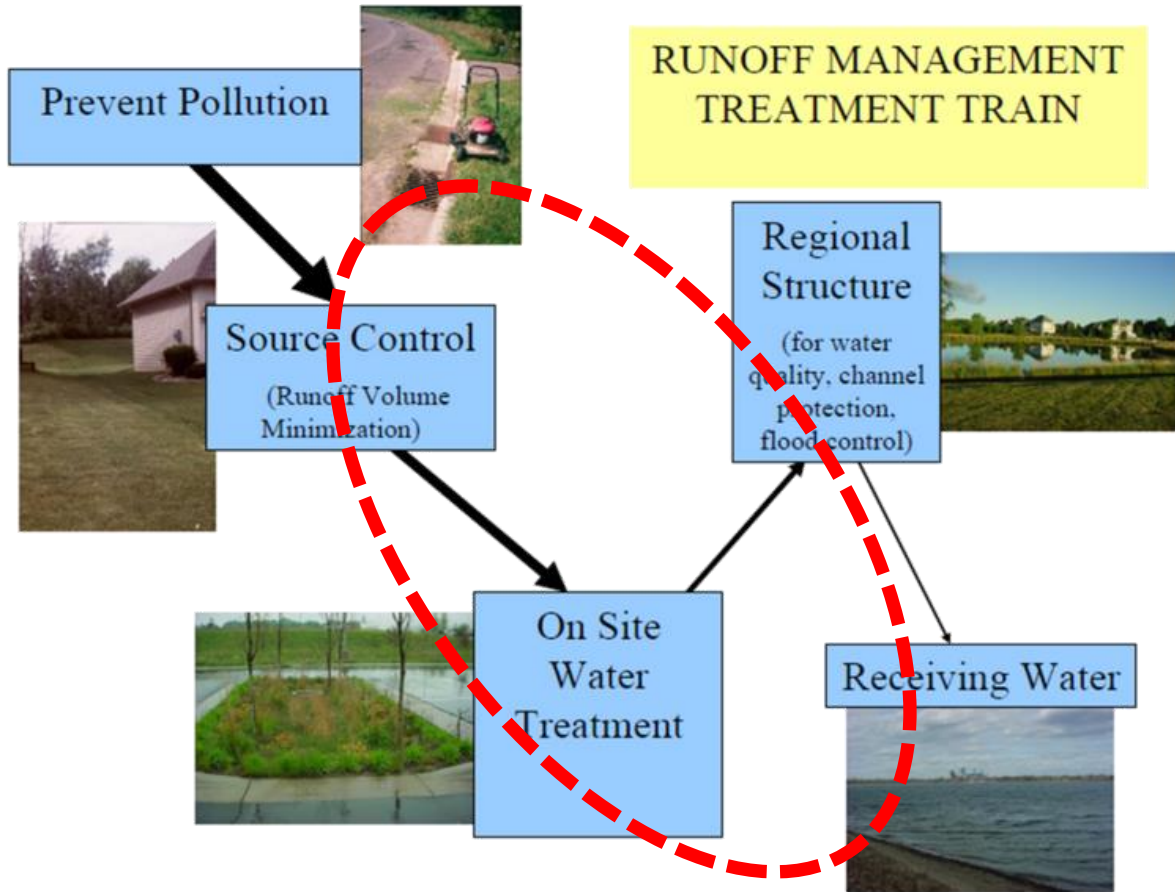 Prevent Pollution
RUNOFF MANAGEMENT
TREATMENT TRAIN
Source Control
(Runoff Volume
Minimization)
On Site
Water
Treatment
Regional
Structure
(for water
quality, channel
protection,
flood control)
Receiving Water